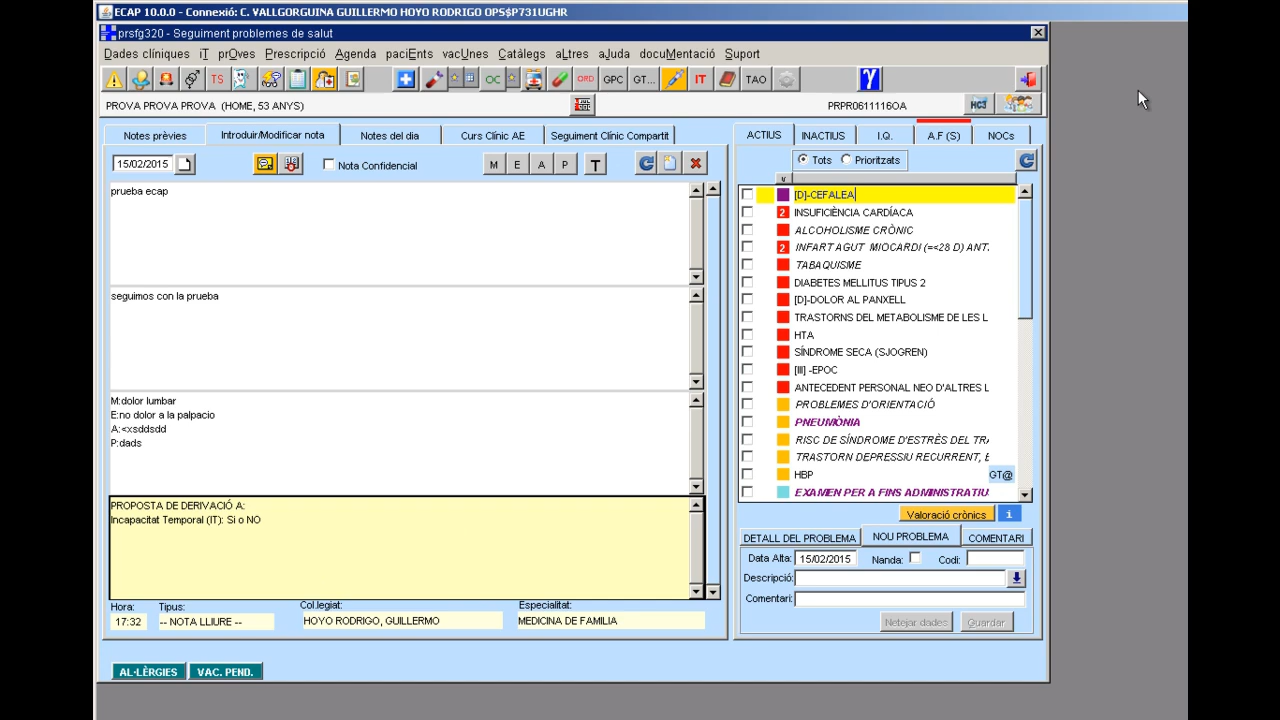 ECAP 10.0.0 - Connexió: C. VALLGORGUINA GUILLERMO HOYO RODRIGO OPS$P731UGHR
prsfg320 - Seguiment problemes de salut
Dades clíniques iT prOves Prescripció Agenda paciEnts vacUnes Catàlegs aLtres aJuda docuMentació Suport
TS OC ORD GPC GT... IT TAO
PROVA PROVA PROVA (HOME, 53 ANYS) PRPR0611116OA HC3
Notes prèvies Introduir/Modificar nota Notes del dia Curs Clínic AE Seguiment Clínic Compartit
15/02/2015 Nota Confidencial M E A P T
prueba ecap
seguimos con la prueba
M:dolor lumbar
E:no dolor a la palpacio
A:<xsddsdd
P:dads
PROPOSTA DE DERIVACIÓ A:
Incapacitat Temporal (IT): Si o NO
Hora: Tipus: Col.legiat: Especialitat:
17:32 -- NOTA LLIURE -- HOYO RODRIGO, GUILLERMO MEDICINA DE FAMILIA
AL·LÈRGIES VAC. PEND.
ACTIUS INACTIUS I.Q. A.F (S) NOCs
Tots Prioritzats
[D]-CEFALEA
2 INSUFICIÈNCIA CARDÍACA
ALCOHOLISME CRÒNIC
2 INFART AGUT MIOCARDI (=<28 D) ANT.
TABAQUISME
DIABETES MELLITUS TIPUS 2
[D]-DOLOR AL PANXELL
TRASTORNS DEL METABOLISME DE LES L
HTA
SÍNDROME SECA (SJOGREN)
[III] -EPOC
ANTECEDENT PERSONAL NEO D'ALTRES L
PROBLEMES D'ORIENTACIÓ
PNEUMÒNIA
RISC DE SÍNDROME D'ESTRÈS DEL TRA
TRASTORN DEPRESSIU RECURRENT, E
HBP GT@
EXAMEN PER A FINS ADMINISTRATIU
Valoració crònics i
DETALL DEL PROBLEMA NOU PROBLEMA COMENTARI
Data Alta: 15/02/2015 Nanda: Codi:
Descripció:
Comentari:
Netejar dades Guardar